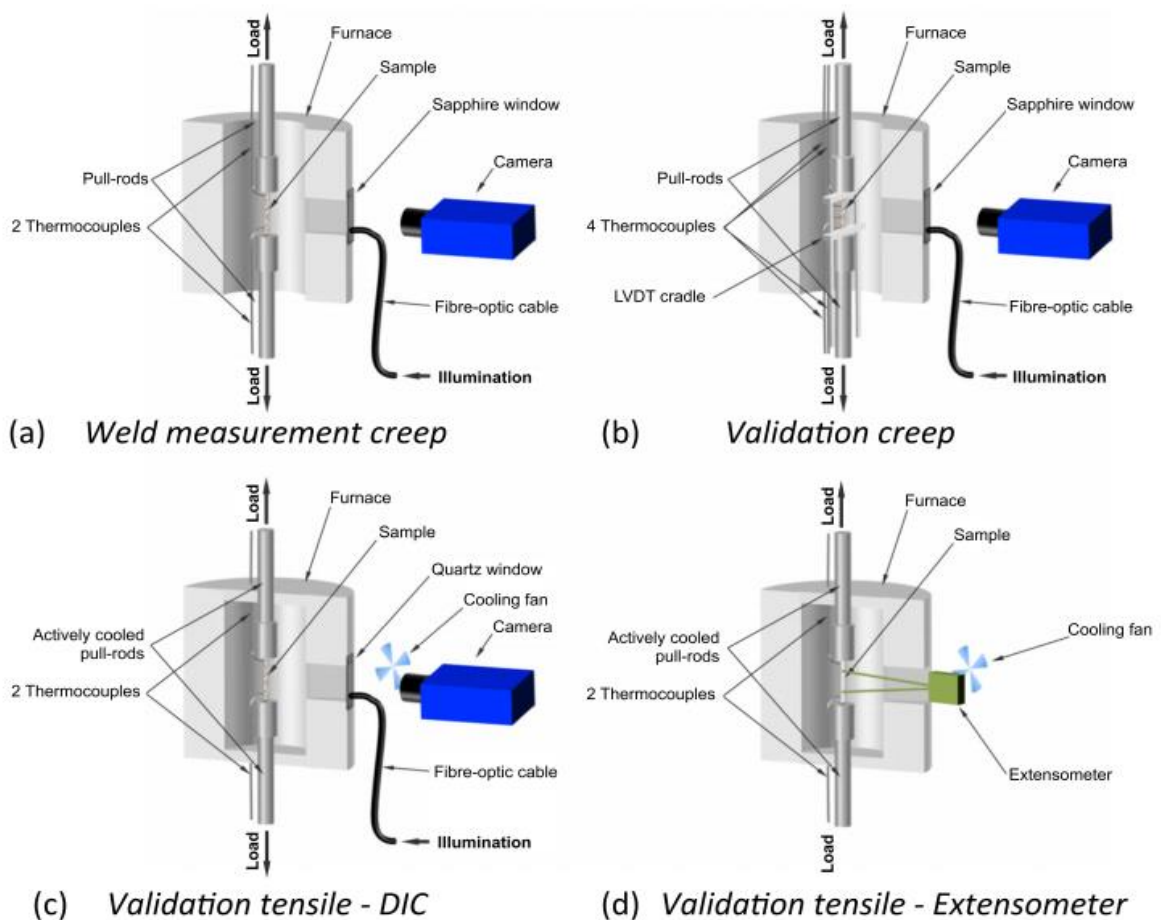 Load
Furnace
Sample
Sapphire window
Camera
Pull-rods
2 Thermocouples
Fibre-optic cable
Load
Illumination
(a) Weld measurement creep
Load
Furnace
Sample
Sapphire window
Camera
Pull-rods
4 Thermocouples
LVDT cradle
Fibre-optic cable
Load
Illumination
(b) Validation creep
Load
Furnace
Sample
Quartz window
Cooling fan
Camera
Actively cooled
pull-rods
2 Thermocouples
Fibre-optic cable
Load
Illumination
(c) Validation tensile - DIC
Load
Furnace
Sample
Cooling fan
Actively cooled
pull-rods
2 Thermocouples
Extensometer
Load
(d) Validation tensile - Extensometer